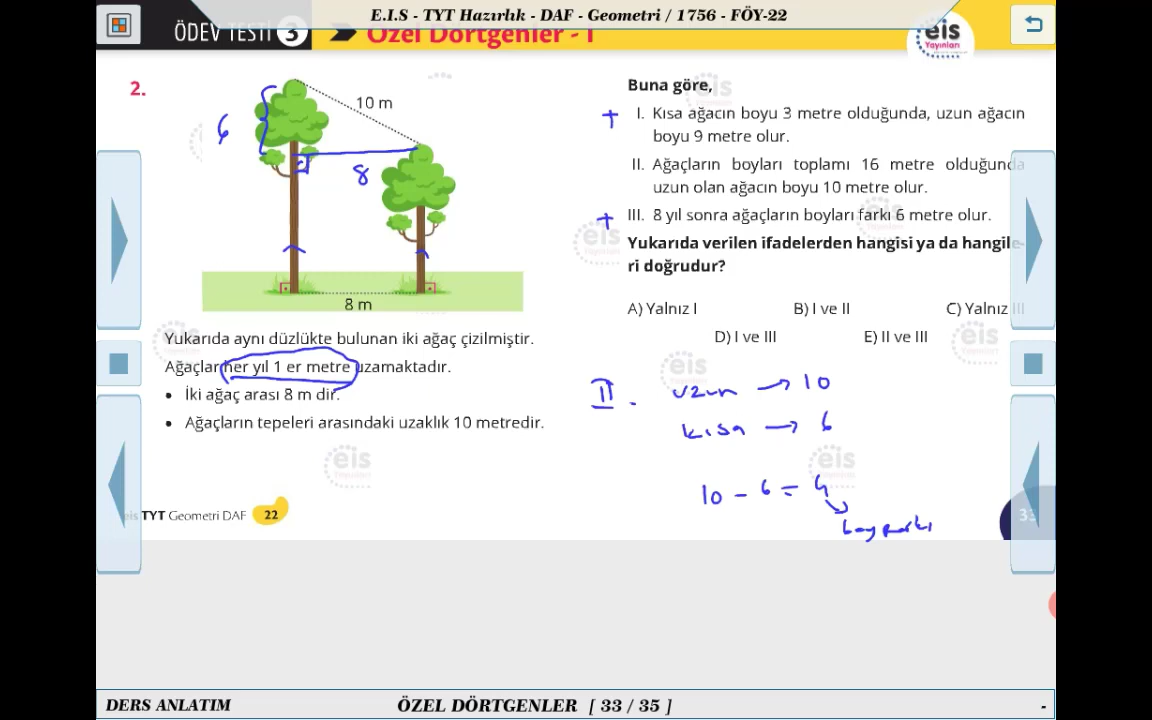 E.I.S - TYT Hazırlık - DAF - Geometri / 1756 - FÖY-22
ÖDEV TESTİ 3
Özel Dörtgenler - I
eis
Yayınları
2.
10 m
6
8
8 m
Yukarıda aynı düzlükte bulunan iki ağaç çizilmiştir.
Ağaçlar her yıl 1 er metre uzamaktadır.
• İki ağaç arası 8 m dir.
• Ağaçların tepeleri arasındaki uzaklık 10 metredir.
eis TYT Geometri DAF 22
Buna göre,
+ I. Kısa ağacın boyu 3 metre olduğunda, uzun ağacın
boyu 9 metre olur.
II. Ağaçların boyları toplamı 16 metre olduğunda
uzun olan ağacın boyu 10 metre olur.
+ III. 8 yıl sonra ağaçların boyları farkı 6 metre olur.
Yukarıda verilen ifadelerden hangisi ya da hangile-
ri doğrudur?
A) Yalnız I B) I ve II C) Yalnız III
D) I ve III E) II ve III
II. uzun → 10
kısa → 6
10 - 6 = 4
boy farkı
33
DERS ANLATIM ÖZEL DÖRTGENLER [ 33 / 35 ] -